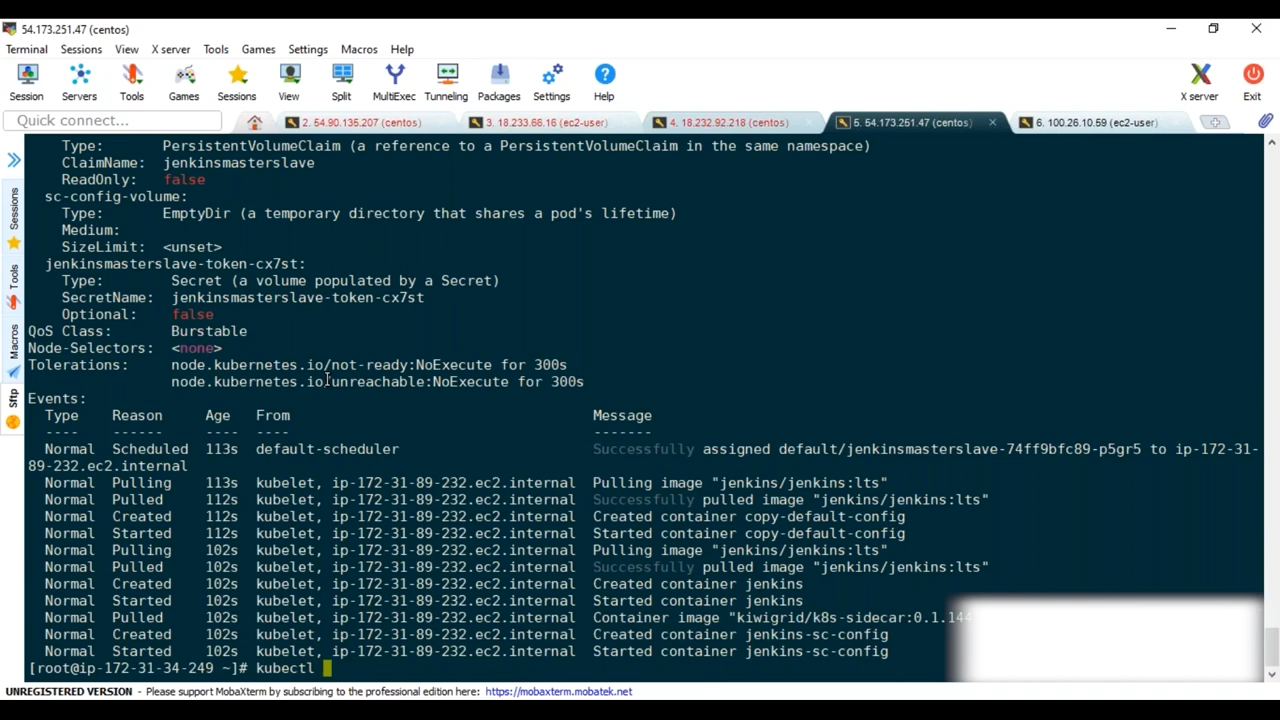 54.173.251.47 (centos)
Terminal Sessions View X server Tools Games Settings Macros Help
Session Servers Tools Games Sessions View Split MultiExec Tunneling Packages Settings Help X server Exit
Quick connect... 2. 54.90.135.207 (centos) 3. 18.233.66.16 (ec2-user) 4. 18.232.92.218 (centos) 5. 54.173.251.47 (centos) 6. 100.26.10.59 (ec2-user)
Sessions
Tools
Macros
Sftp
Type: PersistentVolumeClaim (a reference to a PersistentVolumeClaim in the same namespace)
ClaimName: jenkinsmasterslave
ReadOnly: false
sc-config-volume:
Type: EmptyDir (a temporary directory that shares a pod's lifetime)
Medium:
SizeLimit: <unset>
jenkinsmasterslave-token-cx7st:
Type: Secret (a volume populated by a Secret)
SecretName: jenkinsmasterslave-token-cx7st
Optional: false
QoS Class: Burstable
Node-Selectors: <none>
Tolerations: node.kubernetes.io/not-ready:NoExecute for 300s
node.kubernetes.io/unreachable:NoExecute for 300s
Events:
Type Reason Age From Message
---- ------ ---- ---- -------
Normal Scheduled 113s default-scheduler Successfully assigned default/jenkinsmasterslave-74ff9bfc89-p5gr5 to ip-172-31-
89-232.ec2.internal
Normal Pulling 113s kubelet, ip-172-31-89-232.ec2.internal Pulling image "jenkins/jenkins:lts"
Normal Pulled 112s kubelet, ip-172-31-89-232.ec2.internal Successfully pulled image "jenkins/jenkins:lts"
Normal Created 112s kubelet, ip-172-31-89-232.ec2.internal Created container copy-default-config
Normal Started 112s kubelet, ip-172-31-89-232.ec2.internal Started container copy-default-config
Normal Pulling 102s kubelet, ip-172-31-89-232.ec2.internal Pulling image "jenkins/jenkins:lts"
Normal Pulled 102s kubelet, ip-172-31-89-232.ec2.internal Successfully pulled image "jenkins/jenkins:lts"
Normal Created 102s kubelet, ip-172-31-89-232.ec2.internal Created container jenkins
Normal Started 102s kubelet, ip-172-31-89-232.ec2.internal Started container jenkins
Normal Pulled 102s kubelet, ip-172-31-89-232.ec2.internal Container image "kiwigrid/k8s-sidecar:0.1.144
Normal Created 102s kubelet, ip-172-31-89-232.ec2.internal Created container jenkins-sc-config
Normal Started 102s kubelet, ip-172-31-89-232.ec2.internal Started container jenkins-sc-config
[root@ip-172-31-34-249 ~]# kubectl
UNREGISTERED VERSION - Please support MobaXterm by subscribing to the professional edition here: https://mobaxterm.mobatek.net